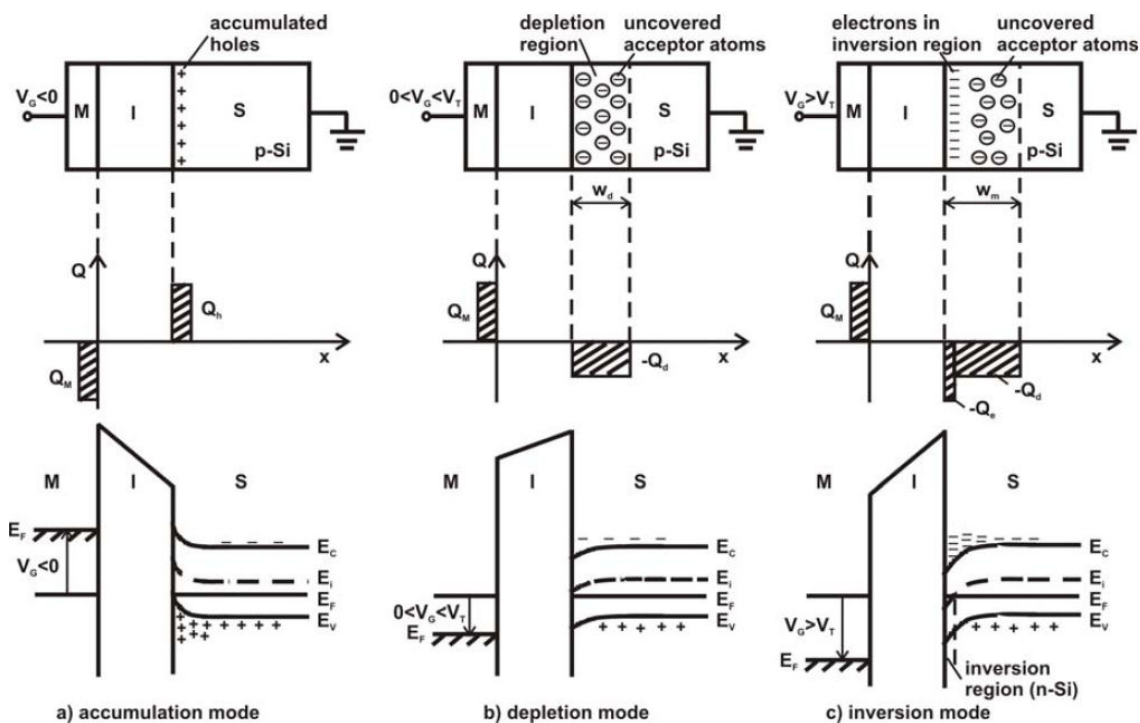 accumulated
holes
V_G<0
M
I
S
p-Si
depletion
region
uncovered
acceptor atoms
0<V_G<V_T
M
I
S
p-Si
w_d
electrons in
inversion region
uncovered
acceptor atoms
V_G>V_T
M
I
S
p-Si
w_m
Q
Q_M
Q_h
x
Q
Q_M
-Q_d
x
Q
Q_M
-Q_d
-Q_e
x
M
I
S
E_F
V_G<0
E_C
E_i
E_F
E_V
M
I
S
0<V_G<V_T
E_F
E_C
E_i
E_F
E_V
M
I
S
V_G>V_T
E_F
E_C
E_i
E_F
E_V
inversion
region (n-Si)
a) accumulation mode
b) depletion mode
c) inversion mode